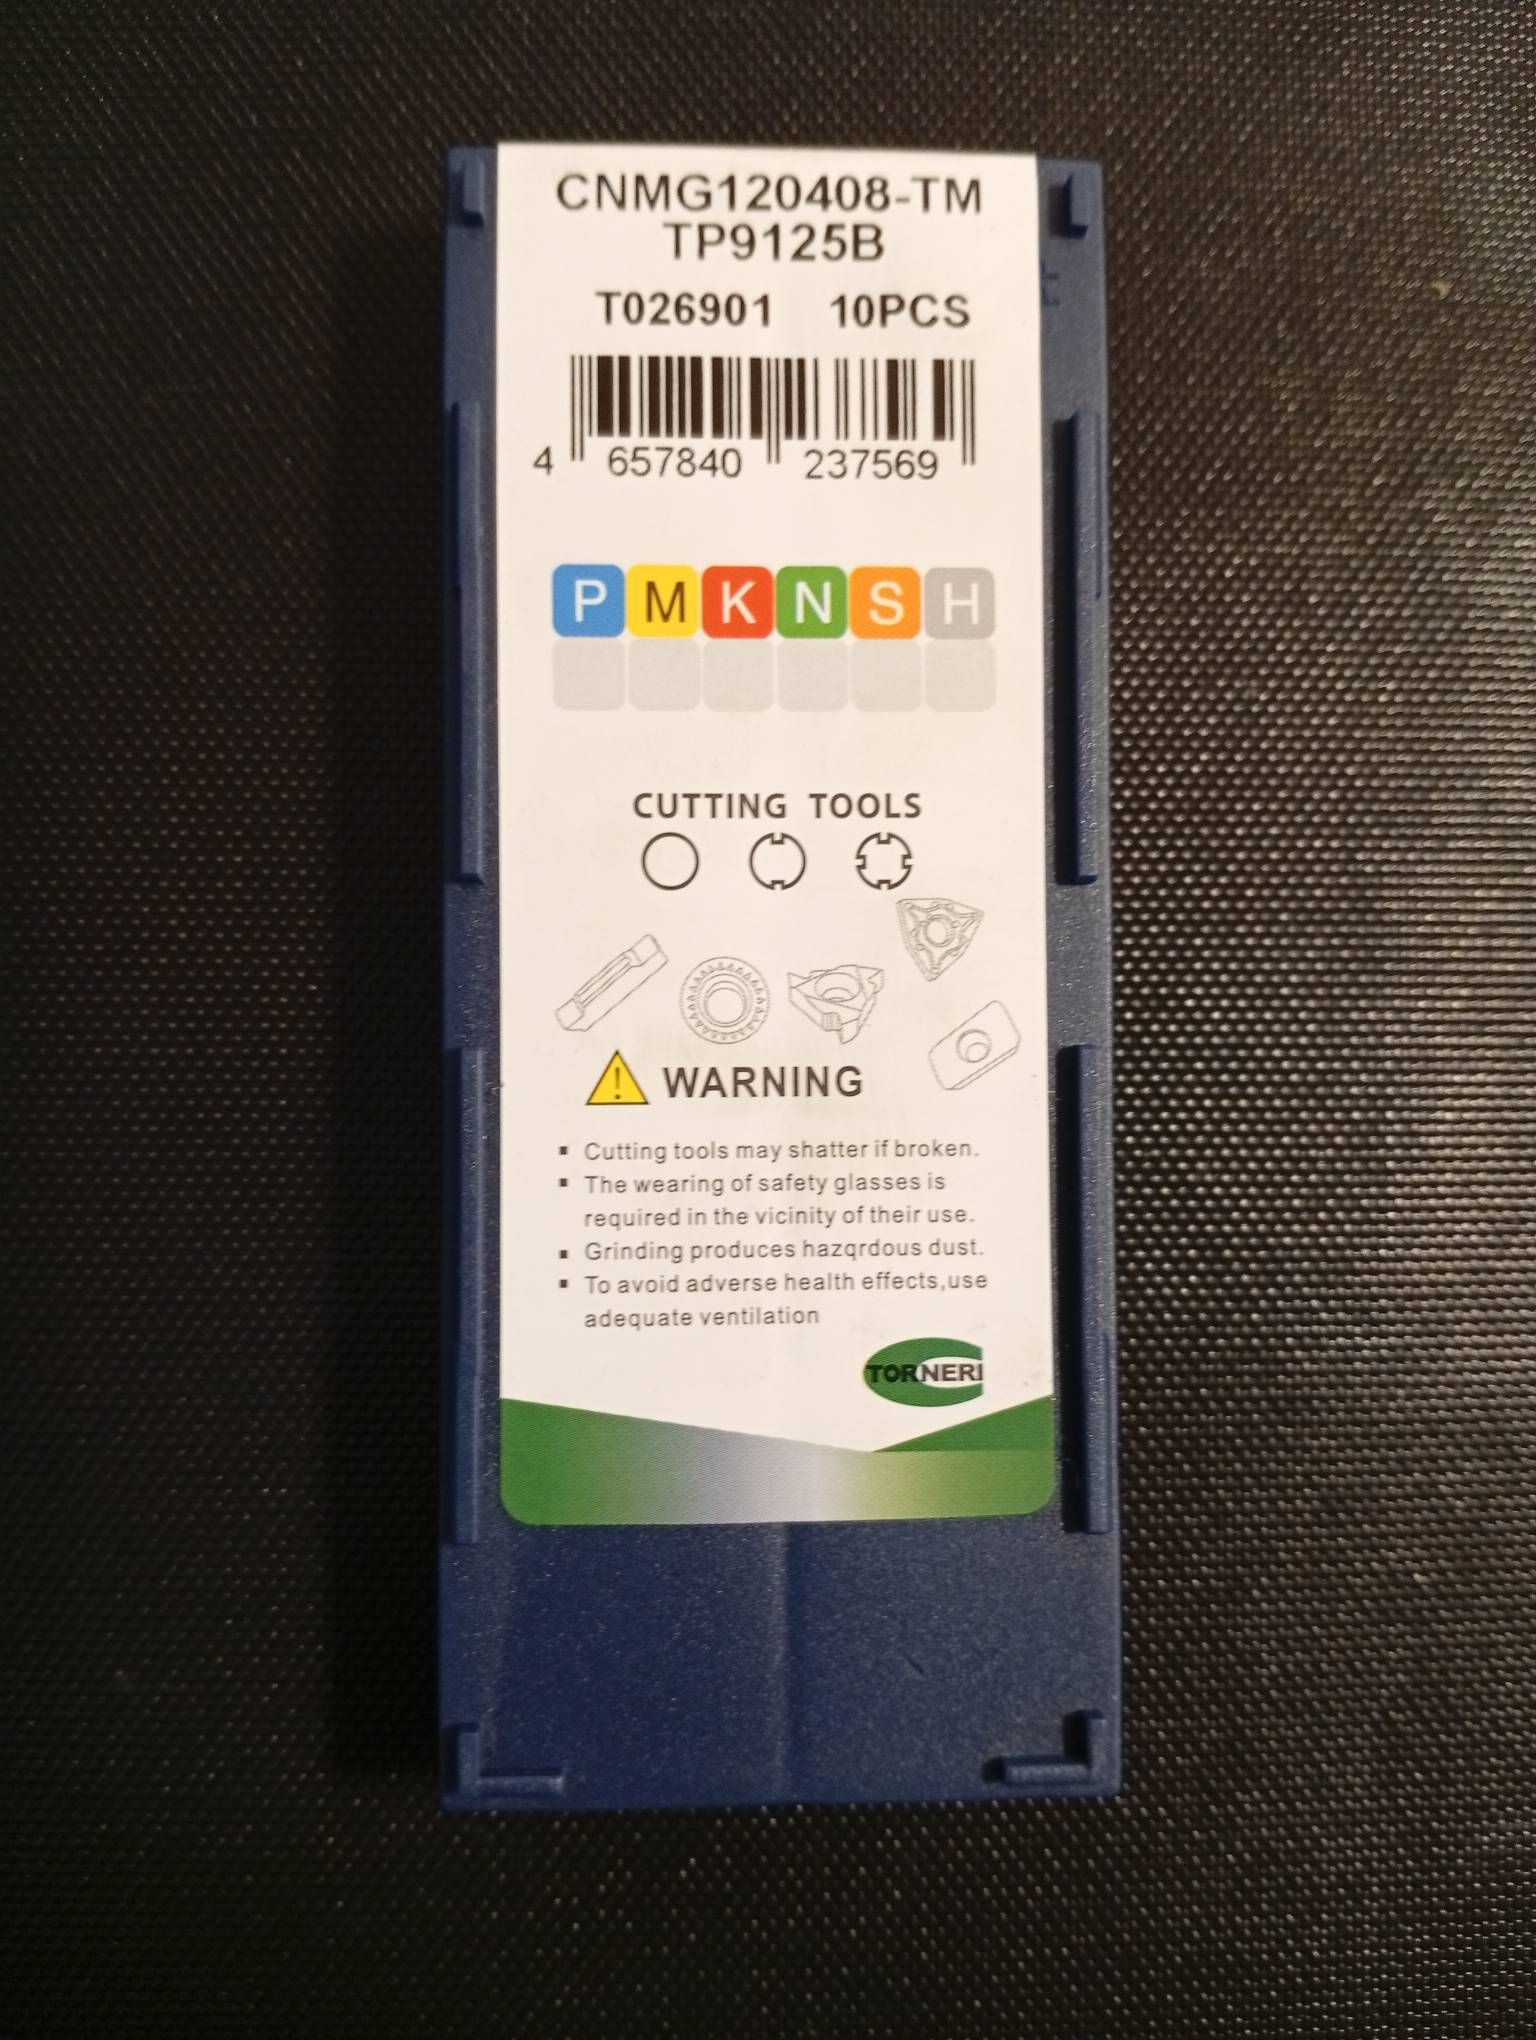 CNMG120408-TM
TP9125B
T026901 10PCS
4 657840 237569
P M K N S H
CUTTING TOOLS
WARNING
▪ Cutting tools may shatter if broken.
▪ The wearing of safety glasses is
required in the vicinity of their use.
▪ Grinding produces hazqrdous dust.
▪ To avoid adverse health effects,use
adequate ventilation
TORNERI